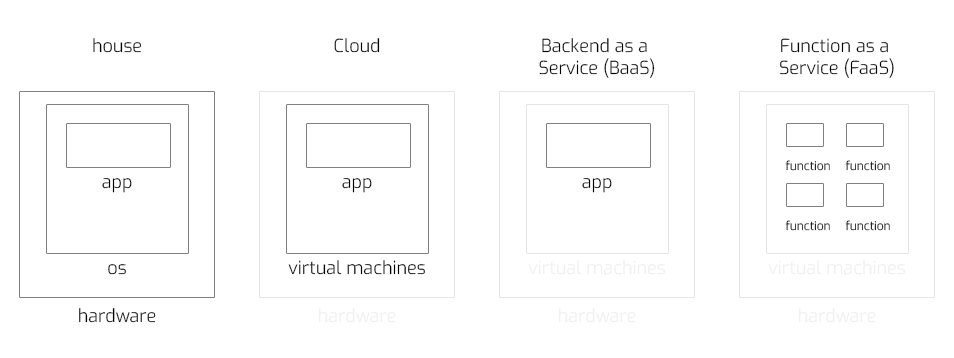 house
Cloud
Backend as a
Service (BaaS)
Function as a
Service (FaaS)
app
os
hardware
app
virtual machines
hardware
app
virtual machines
hardware
function function
function function
virtual machines
hardware